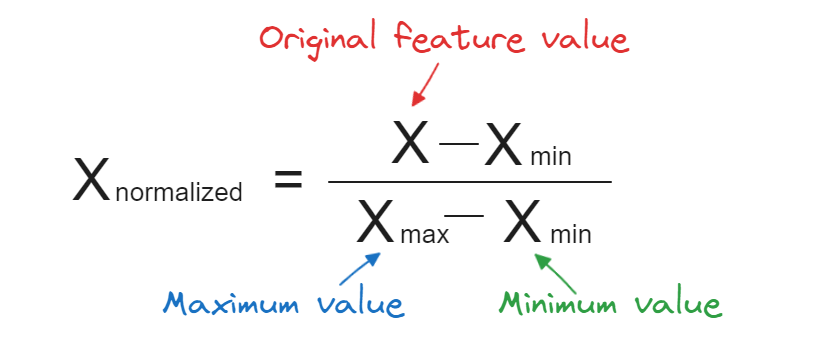 Original feature value
X — X min
X normalized =
X max — X min
Maximum value Minimum value